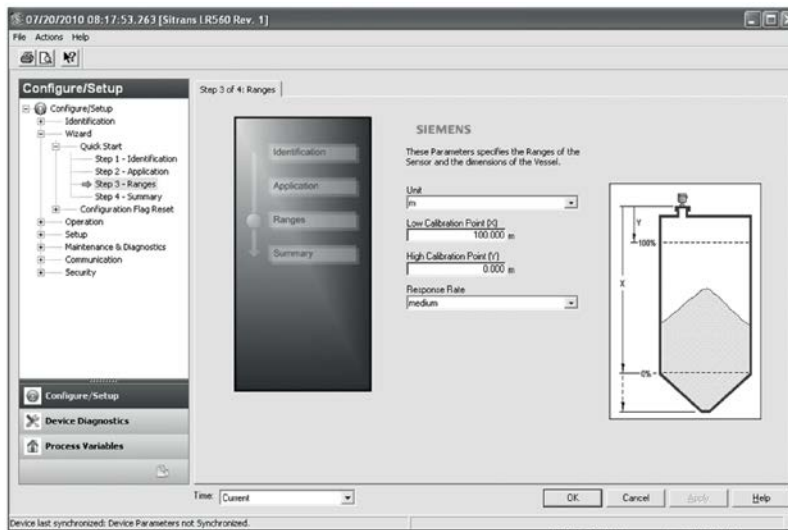 07/20/2010 08:17:53.263 [Sitrans LR560 Rev. 1]
File Actions Help
Configure/Setup
Configure/Setup
Identification
Wizard
Quick Start
Step 1 - Identification
Step 2 - Application
Step 3 - Ranges
Step 4 - Summary
Configuration Flag Reset
Operation
Setup
Maintenance & Diagnostics
Communication
Security
Configure/Setup
Device Diagnostics
Process Variables
Step 3 of 4: Ranges
Identification
Application
Ranges
Summary
SIEMENS
These Parameters specifies the Ranges of the
Sensor and the dimensions of the Vessel.
Unit
m
Low Calibration Point (X)
100.000 m
High Calibration Point (Y)
0.000 m
Response Rate
medium
Y
100%
X
0%
Time: Current
OK Cancel Apply Help
Device last synchronized: Device Parameters not Synchronized.